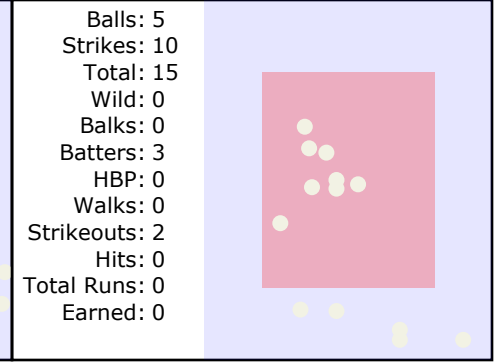 Balls: 5
Strikes: 10
Total: 15
Wild: 0
Balks: 0
Batters: 3
HBP: 0
Walks: 0
Strikeouts: 2
Hits: 0
Total Runs: 0
Earned: 0